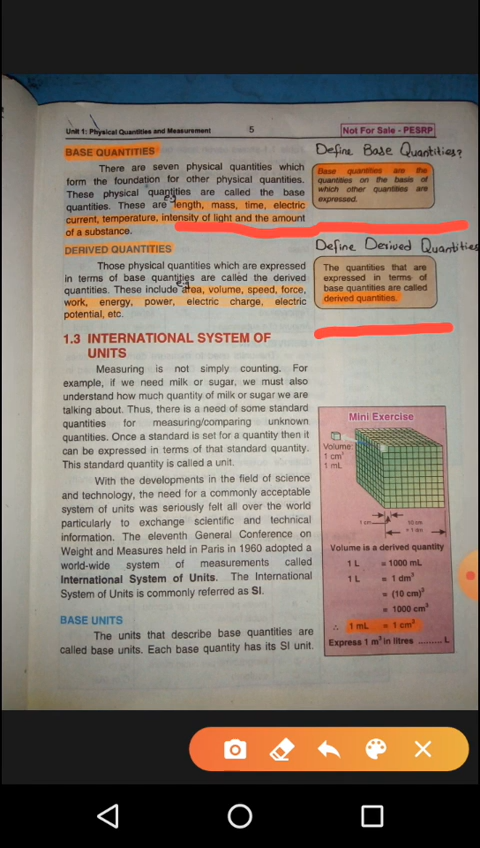 Unit 1: Physical Quantities and Measurement 5 Not For Sale - PESRP
BASE QUANTITIES
There are seven physical quantities which
form the foundation for other physical quantities.
These physical quantities are called the base
eg
quantities. These are length, mass, time, electric
current, temperature, intensity of light and the amount
of a substance.
Define Base Quantities?
Base quantities are the
quantities on the basis of
which other quantities are
expressed.
DERIVED QUANTITIES
Those physical quantities which are expressed
in terms of base quantities are called the derived
eg
quantities. These include area, volume, speed, force,
work, energy, power, electric charge, electric
potential, etc.
Define Derived Quantities
The quantities that are
expressed in terms of
base quantities are called
derived quantities.
1.3 INTERNATIONAL SYSTEM OF
UNITS
Measuring is not simply counting. For
example, if we need milk or sugar, we must also
understand how much quantity of milk or sugar we are
talking about. Thus, there is a need of some standard
quantities for measuring/comparing unknown
quantities. Once a standard is set for a quantity then it
can be expressed in terms of that standard quantity.
This standard quantity is called a unit.
With the developments in the field of science
and technology, the need for a commonly acceptable
system of units was seriously felt all over the world
particularly to exchange scientific and technical
information. The eleventh General Conference on
Weight and Measures held in Paris in 1960 adopted a
world-wide system of measurements called
International System of Units. The International
System of Units is commonly referred as SI.
BASE UNITS
The units that describe base quantities are
called base units. Each base quantity has its SI unit.
Mini Exercise
Volume:
1 cm³
1 mL
1 cm 10 cm
= 1 dm
Volume is a derived quantity
1 L = 1000 mL
1 L = 1 dm³
= (10 cm)³
= 1000 cm³
∴ 1 mL = 1 cm³
Express 1 m³ in litres ......... L